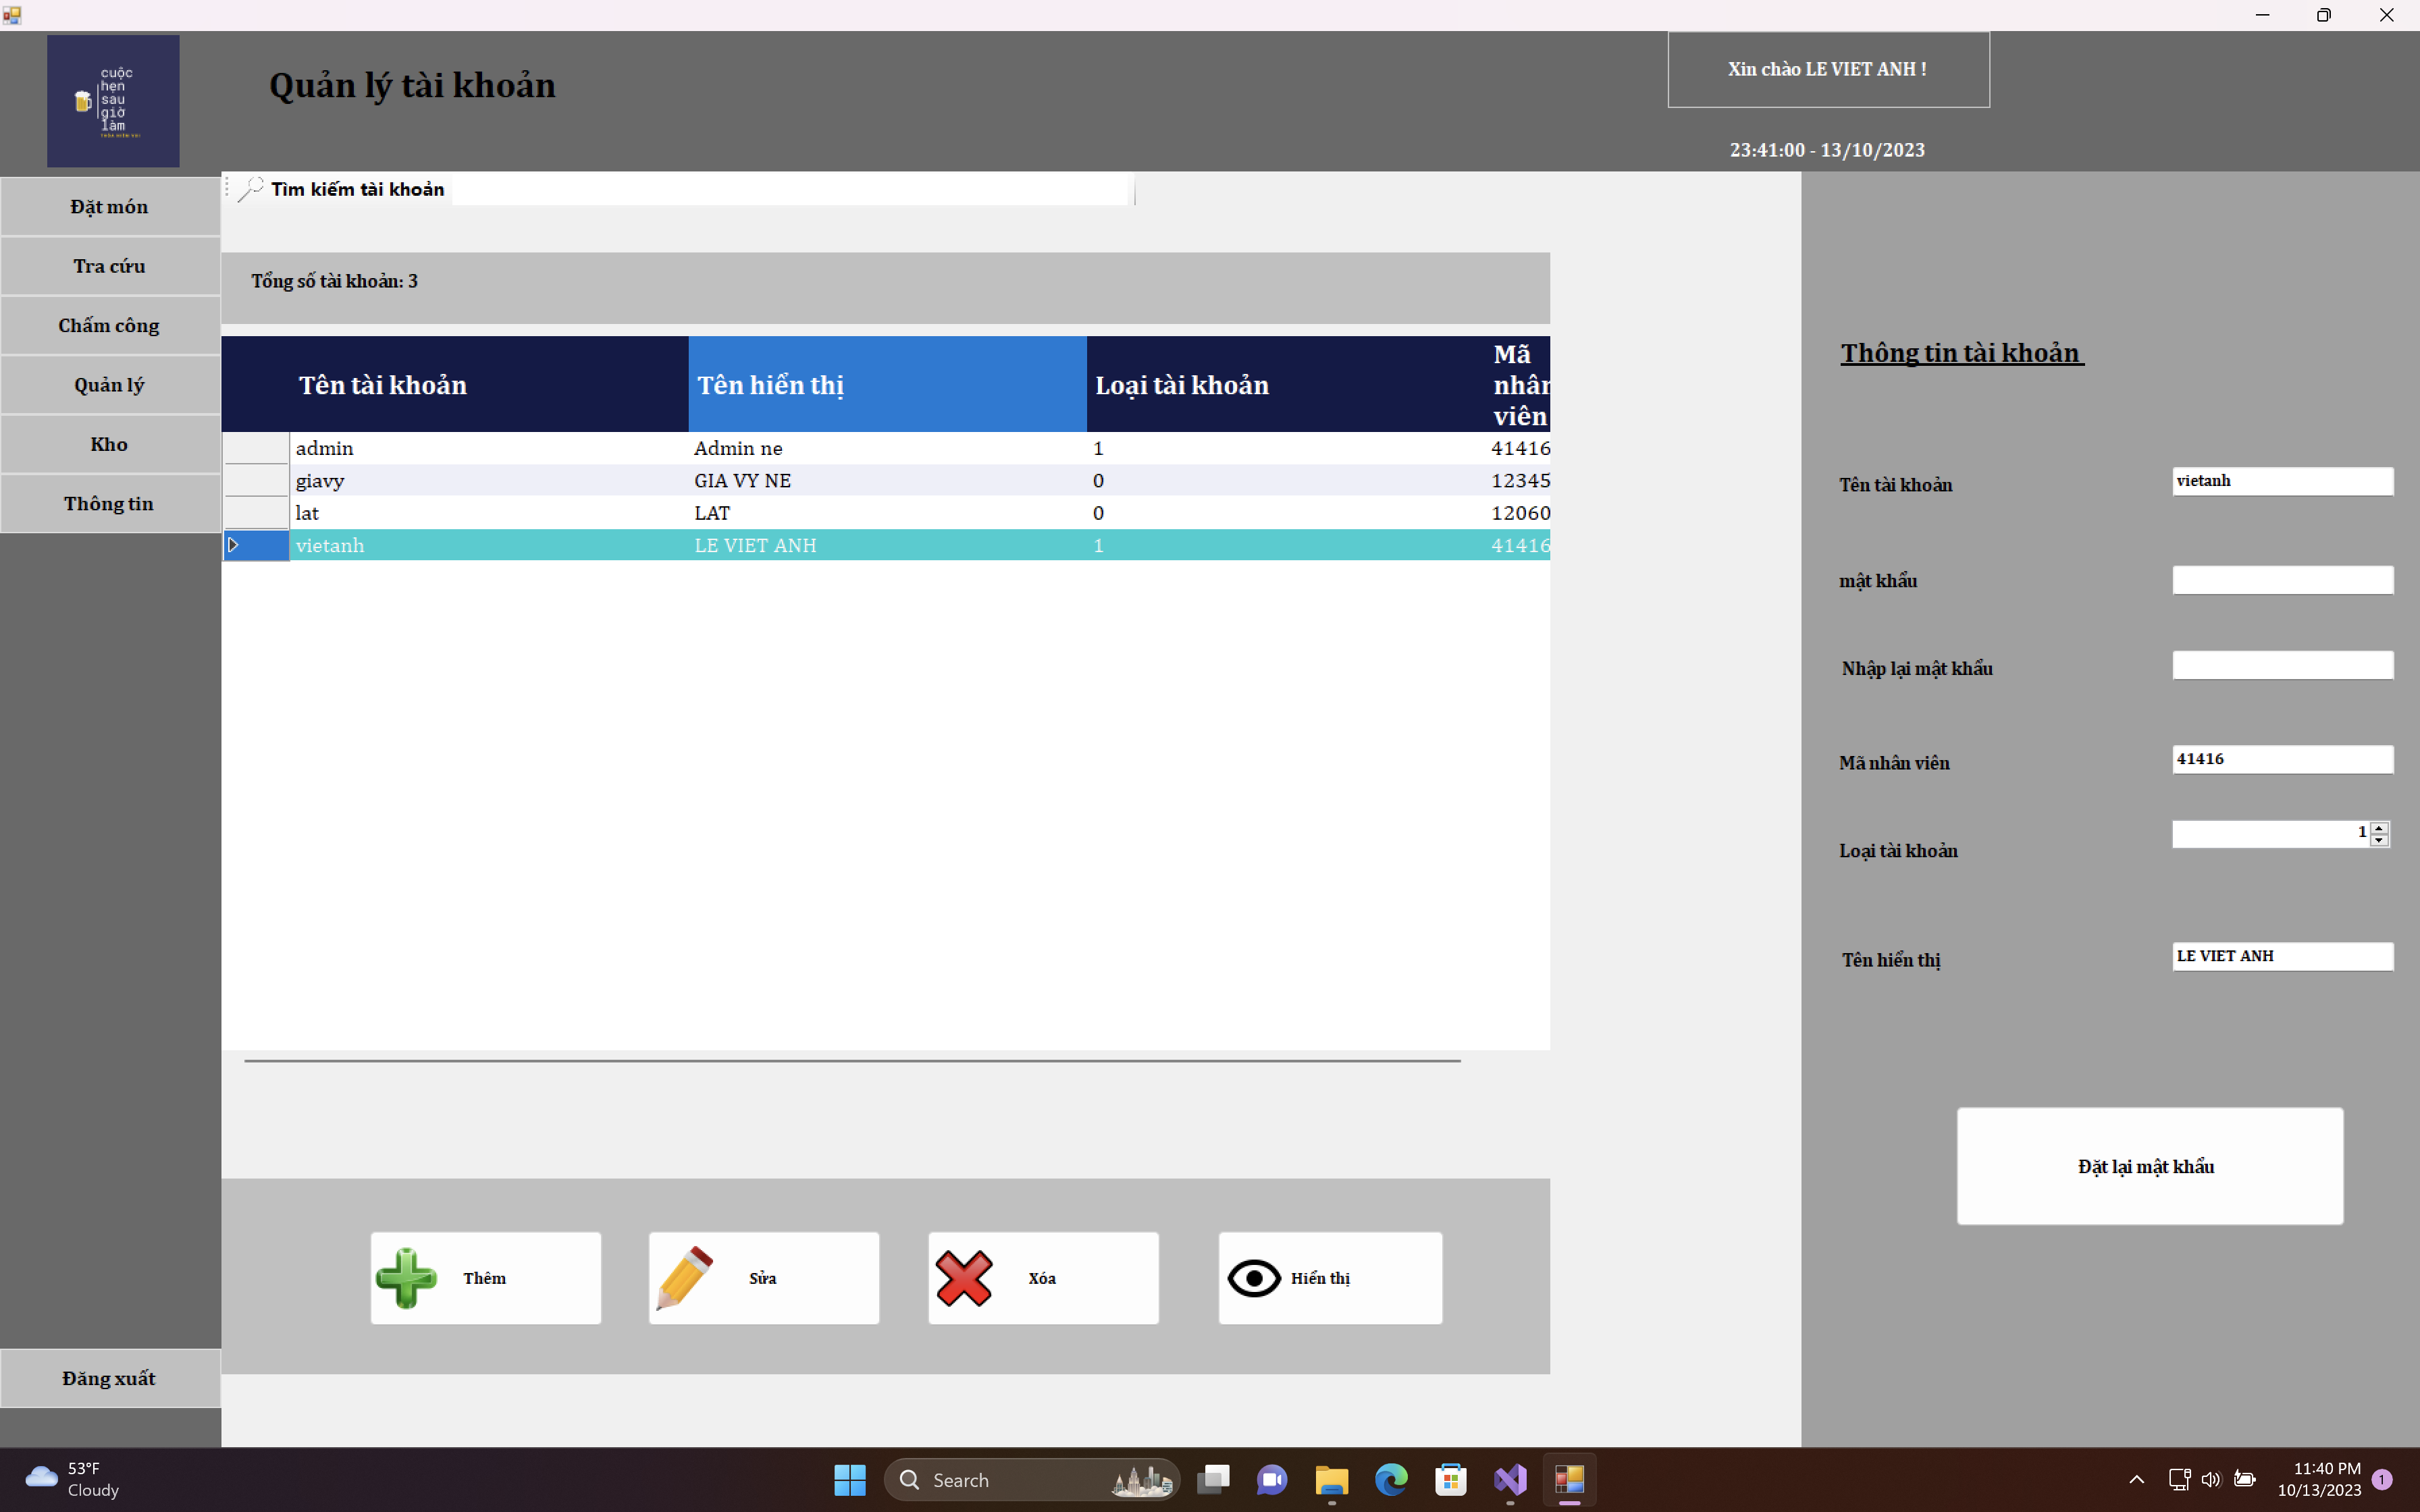 cuộc
hẹn
sau
giờ
làm
Quản lý tài khoản
Xin chào LE VIET ANH !
23:41:00 - 13/10/2023
Đặt món
Tra cứu
Chấm công
Quản lý
Kho
Thông tin
Đăng xuất
Tìm kiếm tài khoản
Tổng số tài khoản: 3
Tên tài khoản Tên hiển thị Loại tài khoản Mã nhân viên
admin Admin ne 1 41416
giavy GIA VY NE 0 12345
lat LAT 0 12060
vietanh LE VIET ANH 1 41416
Thêm
Sửa
Xóa
Hiển thị
Thông tin tài khoản
Tên tài khoản vietanh
mật khẩu
Nhập lại mật khẩu
Mã nhân viên 41416
Loại tài khoản 1
Tên hiển thị LE VIET ANH
Đặt lại mật khẩu
53°F
Cloudy
Search
11:40 PM
10/13/2023
1